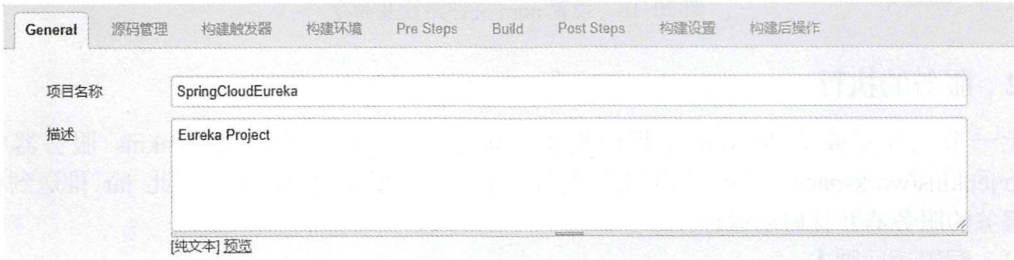 General 源码管理 构建触发器 构建环境 Pre Steps Build Post Steps 构建设置 构建后操作
项目名称 SpringCloudEureka
描述 Eureka Project
[纯文本] 预览